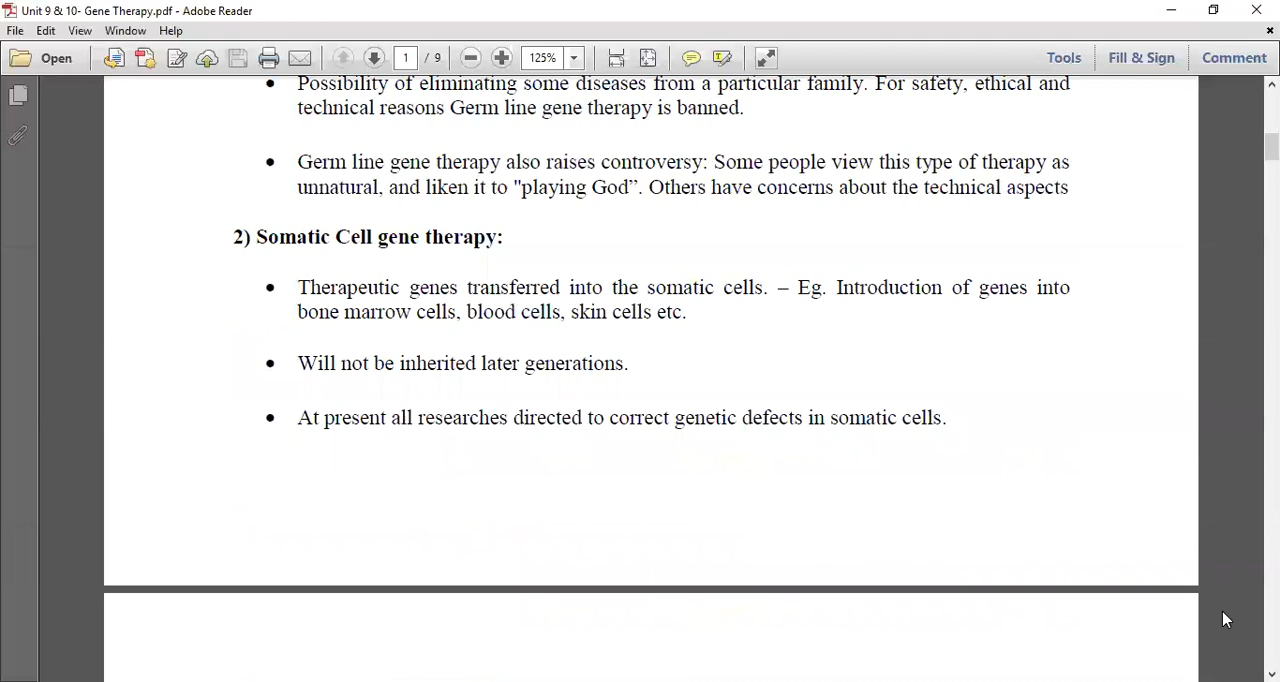 Unit 9 & 10- Gene Therapy.pdf - Adobe Reader
File Edit View Window Help
Open 1 / 9 125% Tools Fill & Sign Comment
Possibility of eliminating some diseases from a particular family. For safety, ethical and
technical reasons Germ line gene therapy is banned.
Germ line gene therapy also raises controversy: Some people view this type of therapy as
unnatural, and liken it to "playing God”. Others have concerns about the technical aspects
2) Somatic Cell gene therapy:
Therapeutic genes transferred into the somatic cells. – Eg. Introduction of genes into
bone marrow cells, blood cells, skin cells etc.
Will not be inherited later generations.
At present all researches directed to correct genetic defects in somatic cells.